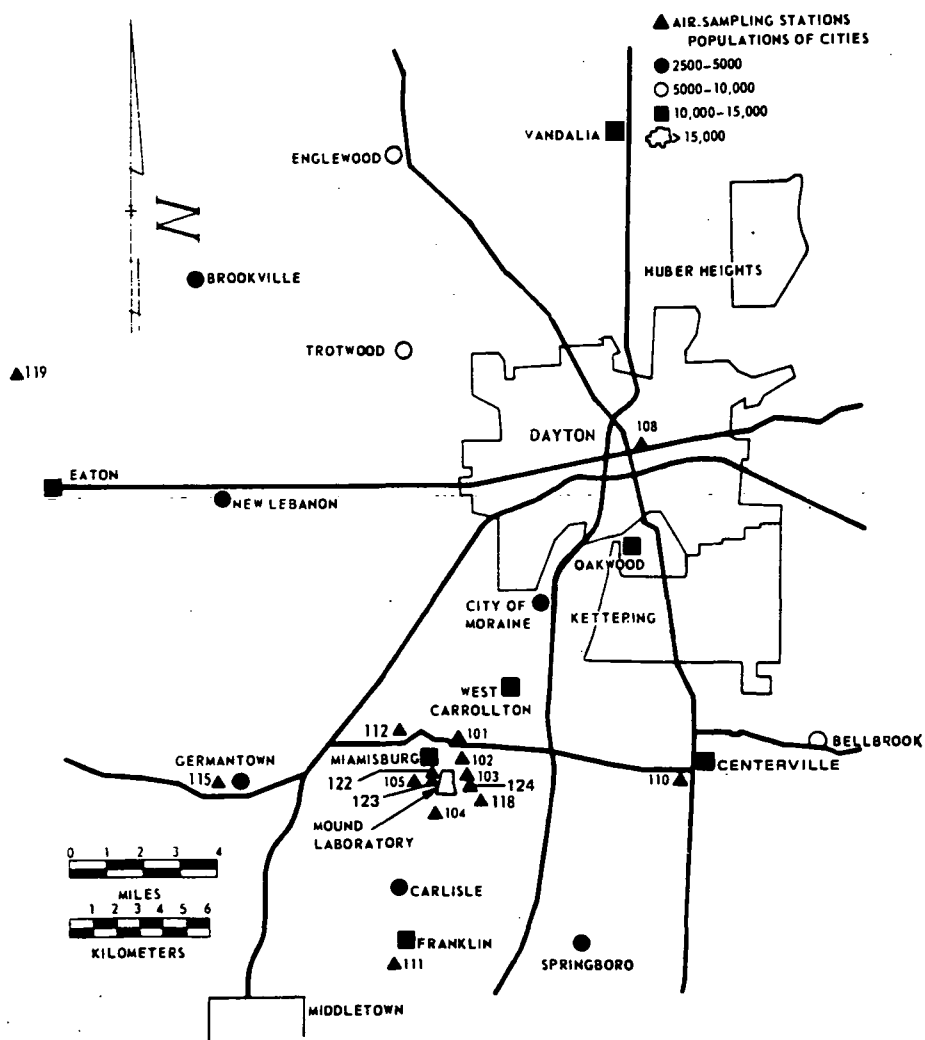 ▲ AIR-SAMPLING STATIONS
POPULATIONS OF CITIES
● 2500-5000
○ 5000-10,000
■ 10,000-15,000
> 15,000
VANDALIA
ENGLEWOOD
N
HUBER HEIGHTS
BROOKVILLE
TROTWOOD
119
DAYTON
108
EATON
NEW LEBANON
OAKWOOD
CITY OF
MORAINE
KETTERING
WEST
CARROLLTON
112
101
BELLBROOK
GERMANTOWN
MIAMISBURG
102
CENTERVILLE
115
122
105
103
124
110
123
118
MOUND
LABORATORY
104
0 1 2 3 4
MILES
CARLISLE
1 2 3 4 5 6
KILOMETERS
FRANKLIN
SPRINGBORO
111
MIDDLETOWN